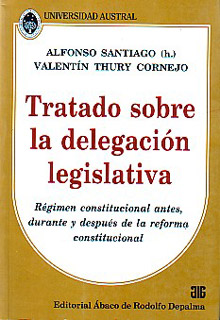 UNIVERSIDAD AUSTRAL
ALFONSO SANTIAGO (h.)
VALENTÍN THURY CORNEJO
Tratado sobre
la delegación
legislativa
Régimen constitucional antes,
durante y después de la reforma
constitucional
Editorial Ábaco de Rodolfo Depalma